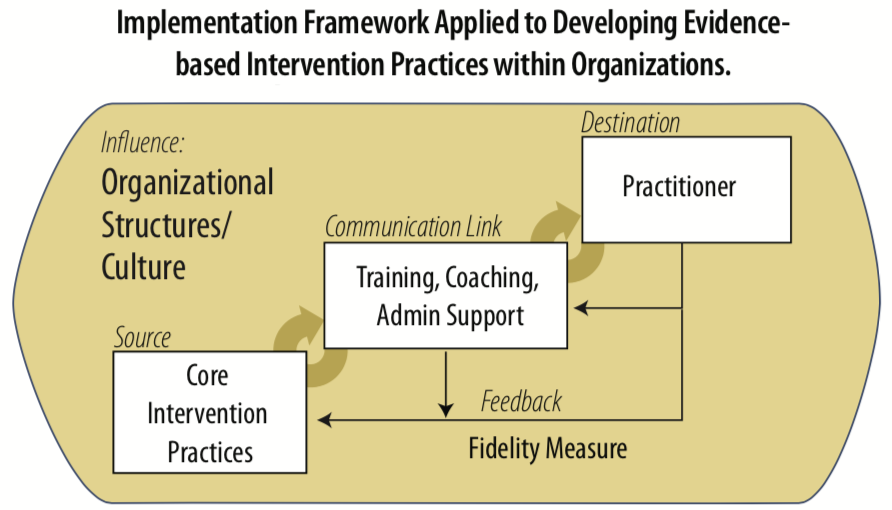 Implementation Framework Applied to Developing Evidence-
based Intervention Practices within Organizations.
Influence:
Organizational
Structures/
Culture
Destination
Practitioner
Communication Link
Training, Coaching,
Admin Support
Source
Core
Intervention
Practices
Feedback
Fidelity Measure